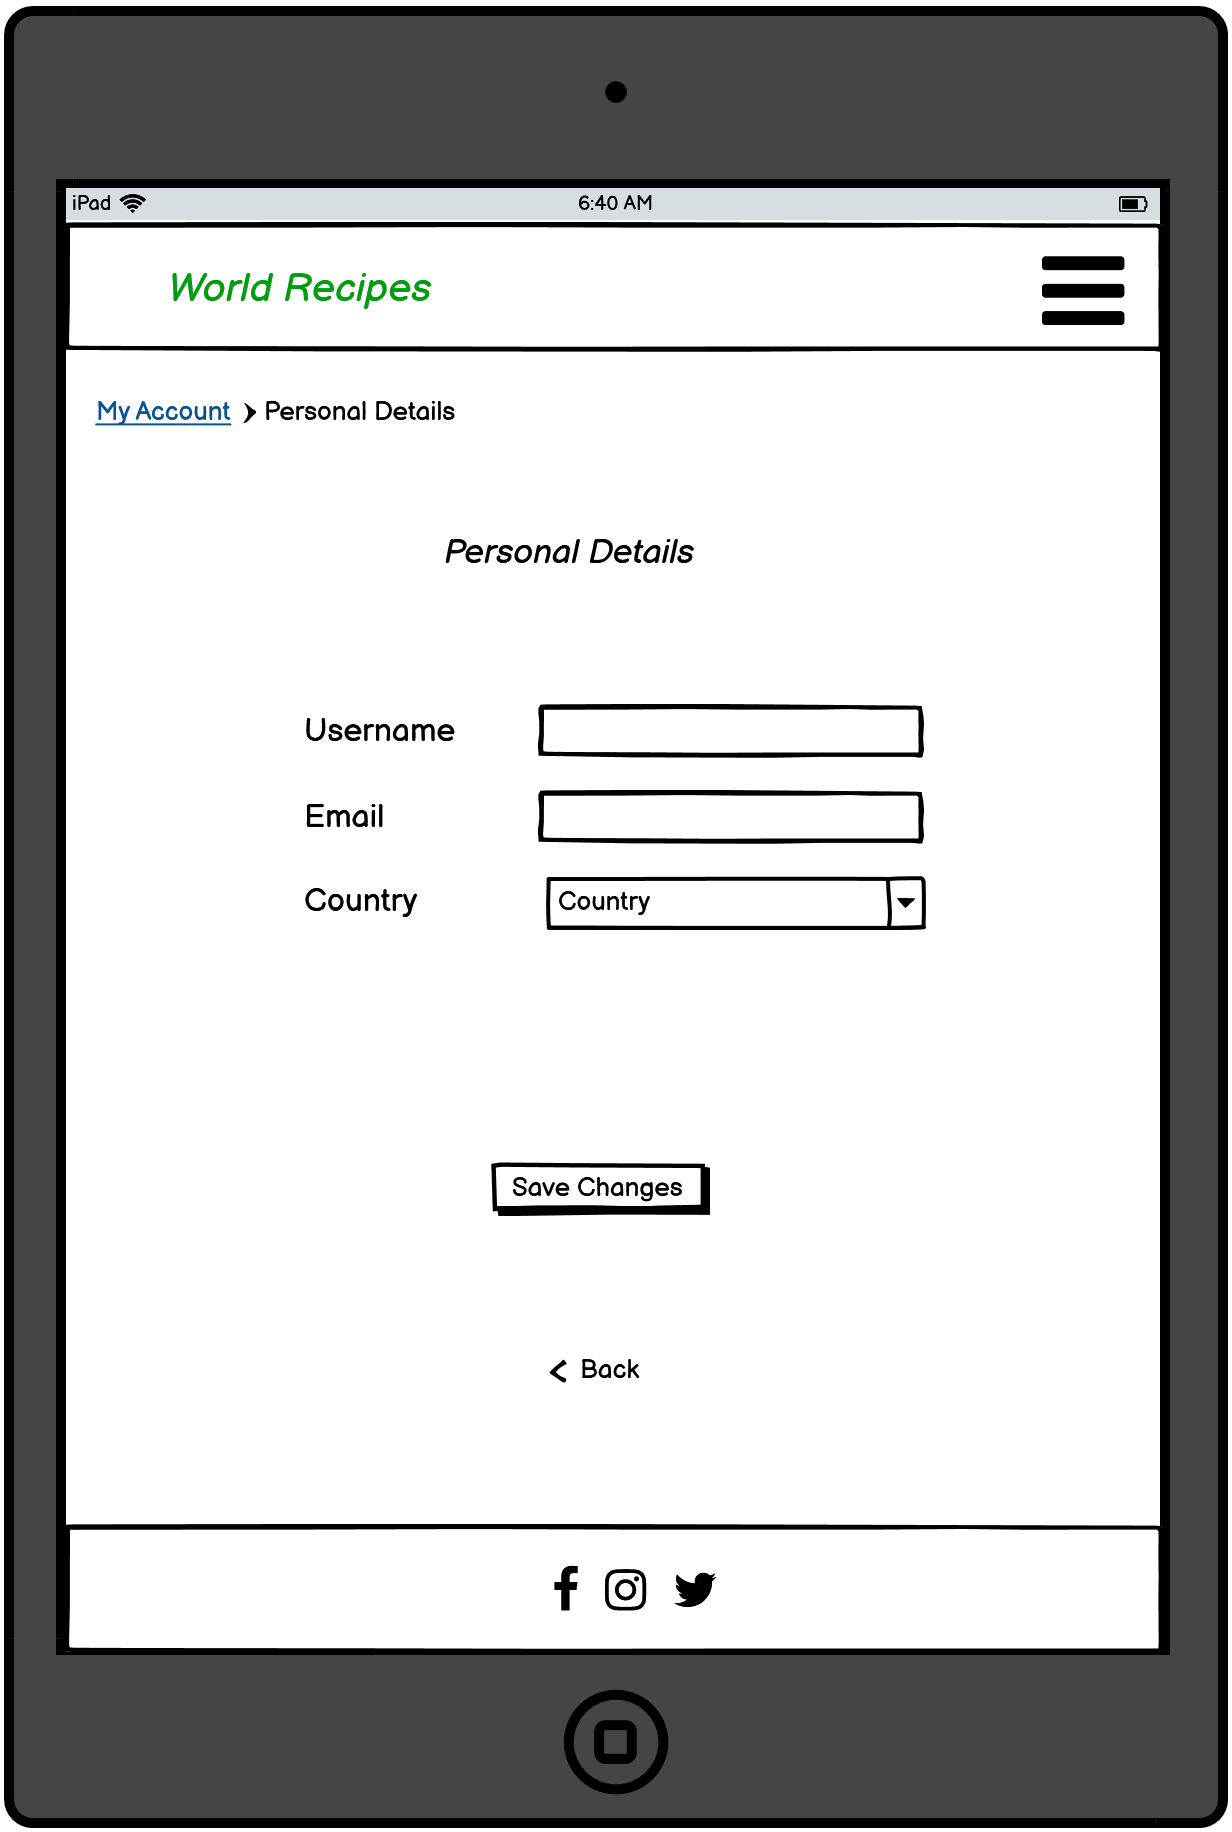 iPad 6:40 AM
World Recipes
My Account Personal Details
Personal Details
Username
Email
Country Country
Save Changes
Back